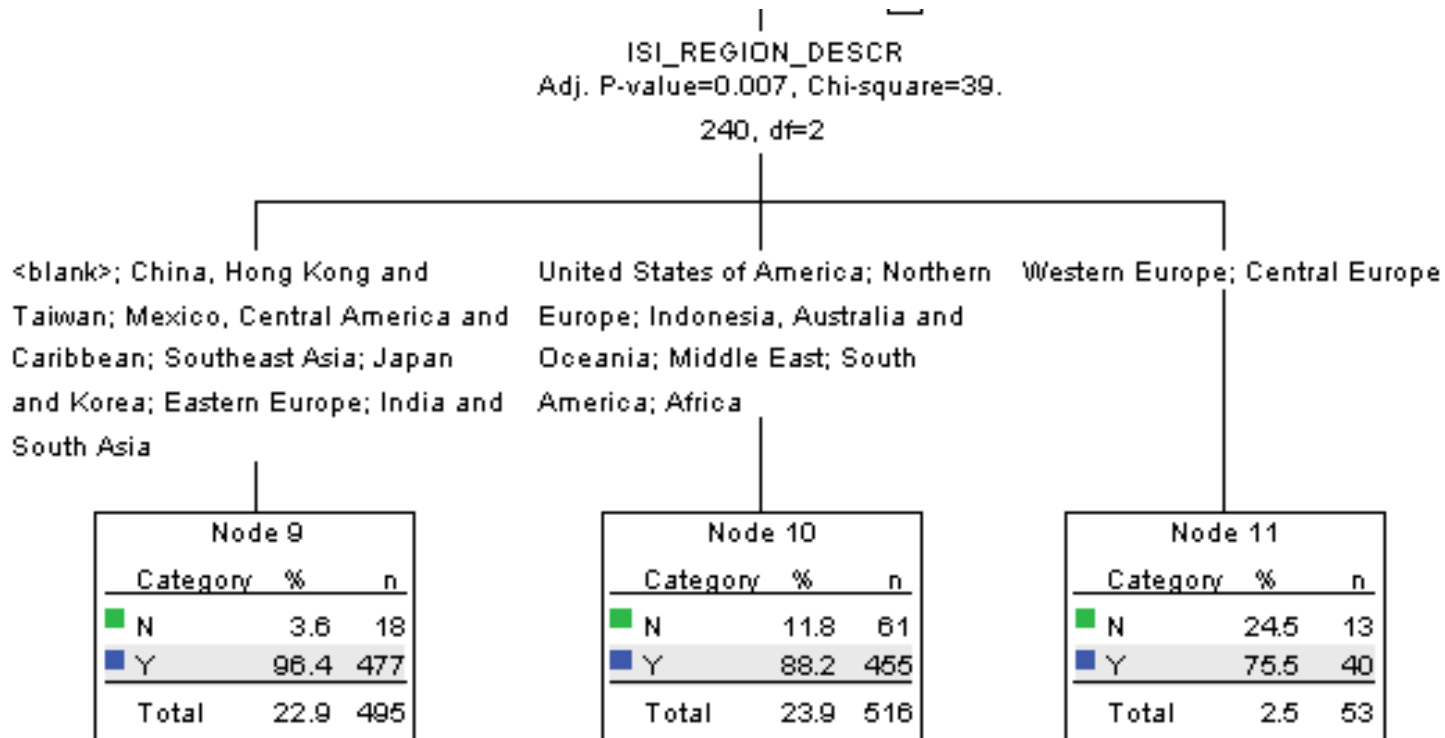 ISI_REGION_DESCR
Adj. P-value=0.007, Chi-square=39.
240, df=2
<blank>; China, Hong Kong and
Taiwan; Mexico, Central America and
Caribbean; Southeast Asia; Japan
and Korea; Eastern Europe; India and
South Asia
United States of America; Northern
Europe; Indonesia, Australia and
Oceania; Middle East; South
America; Africa
Western Europe; Central Europe
Node 9
Category % n
N 3.6 18
Y 96.4 477
Total 22.9 495
Node 10
Category % n
N 11.8 61
Y 88.2 455
Total 23.9 516
Node 11
Category % n
N 24.5 13
Y 75.5 40
Total 2.5 53